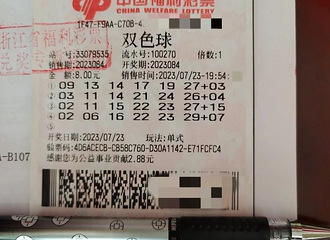 中国福利彩票
CHINA WELFARE LOTTERY
1F47-F9AA-C70B-4
双色球
站号:33079535 流水号:100270 倍数:1
销售期:2023084 开奖期:2023084
金额:8.00元 销售时间:2023/07/23-19:54:
① 09 13 14 17 19 27+03
② 03 11 14 21 24 26+04
③ 02 11 15 22 27 29+15
④ 02 06 16 22 23 29+07
开奖日期:2023/07/23 玩法:单式
验票码:4D6ACECB-CB58C760-D30A1142-E71FCFC4
感谢您为公益事业贡献2.88元
浙江省福利彩票
兑奖
A-B107